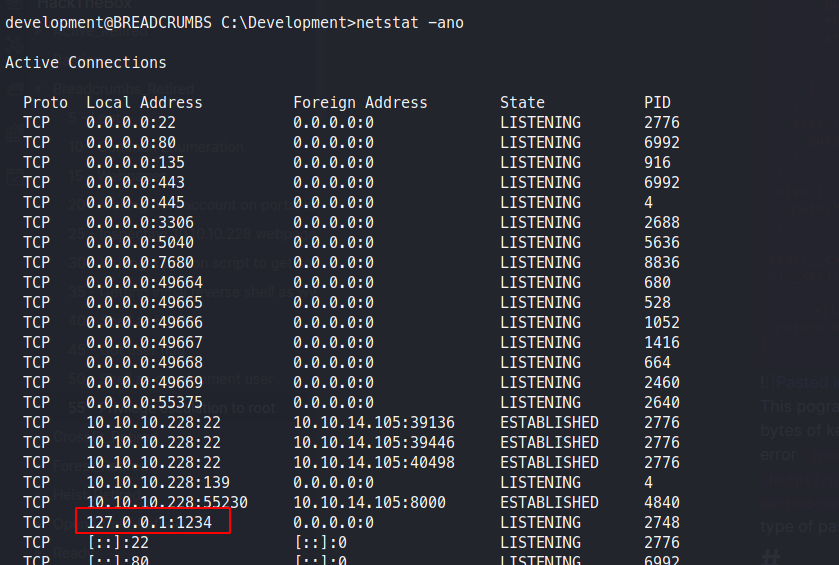 HackTheBox
development@BREADCRUMBS C:\Development>netstat -ano
Active Connections
Proto  Local Address          Foreign Address        State           PID
TCP    0.0.0.0:22             0.0.0.0:0              LISTENING       2776
TCP    0.0.0.0:80             0.0.0.0:0              LISTENING       6992
TCP    0.0.0.0:135            0.0.0.0:0              LISTENING       916
TCP    0.0.0.0:443            0.0.0.0:0              LISTENING       6992
TCP    0.0.0.0:445            0.0.0.0:0              LISTENING       4
TCP    0.0.0.0:3306           0.0.0.0:0              LISTENING       2688
TCP    0.0.0.0:5040           0.0.0.0:0              LISTENING       5636
TCP    0.0.0.0:7680           0.0.0.0:0              LISTENING       8836
TCP    0.0.0.0:49664          0.0.0.0:0              LISTENING       680
TCP    0.0.0.0:49665          0.0.0.0:0              LISTENING       528
TCP    0.0.0.0:49666          0.0.0.0:0              LISTENING       1052
TCP    0.0.0.0:49667          0.0.0.0:0              LISTENING       1416
TCP    0.0.0.0:49668          0.0.0.0:0              LISTENING       664
TCP    0.0.0.0:49669          0.0.0.0:0              LISTENING       2460
TCP    0.0.0.0:55375          0.0.0.0:0              LISTENING       2640
TCP    10.10.10.228:22        10.10.14.105:39136     ESTABLISHED     2776
TCP    10.10.10.228:22        10.10.14.105:39446     ESTABLISHED     2776
TCP    10.10.10.228:22        10.10.14.105:40498     ESTABLISHED     2776
TCP    10.10.10.228:139       0.0.0.0:0              LISTENING       4
TCP    10.10.10.228:55230     10.10.14.105:8000      ESTABLISHED     4840
TCP    127.0.0.1:1234         0.0.0.0:0              LISTENING       2748
TCP    [::]:22                [::]:0                 LISTENING       2776
TCP    [::]:80                [::]:0                 LISTENING       6992